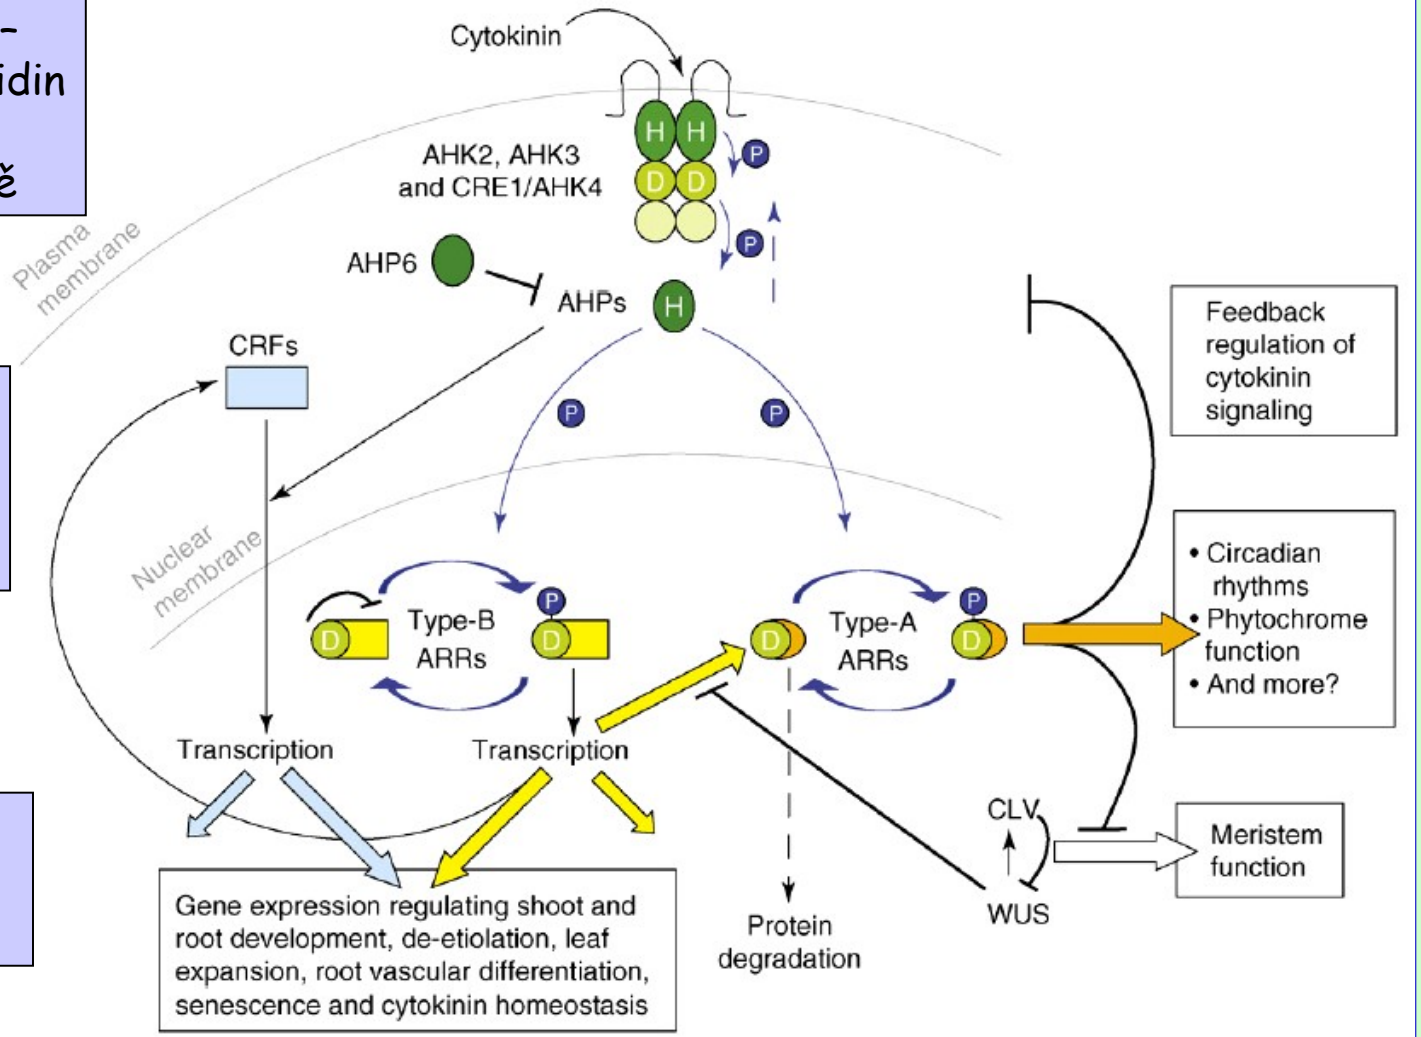 -
idin
ě
Cytokinin
H H
P
AHK2, AHK3
and CRE1/AHK4
D D
P
Plasma
membrane
AHP6
AHPs
H
CRFs
P
P
Feedback
regulation of
cytokinin
signaling
Nuclear
membrane
D
Type-B
ARRs
P
D
D
Type-A
ARRs
P
D
• Circadian
rhythms
• Phytochrome
function
• And more?
Transcription
Transcription
CLV
WUS
Meristem
function
Gene expression regulating shoot and
root development, de-etiolation, leaf
expansion, root vascular differentiation,
senescence and cytokinin homeostasis
Protein
degradation